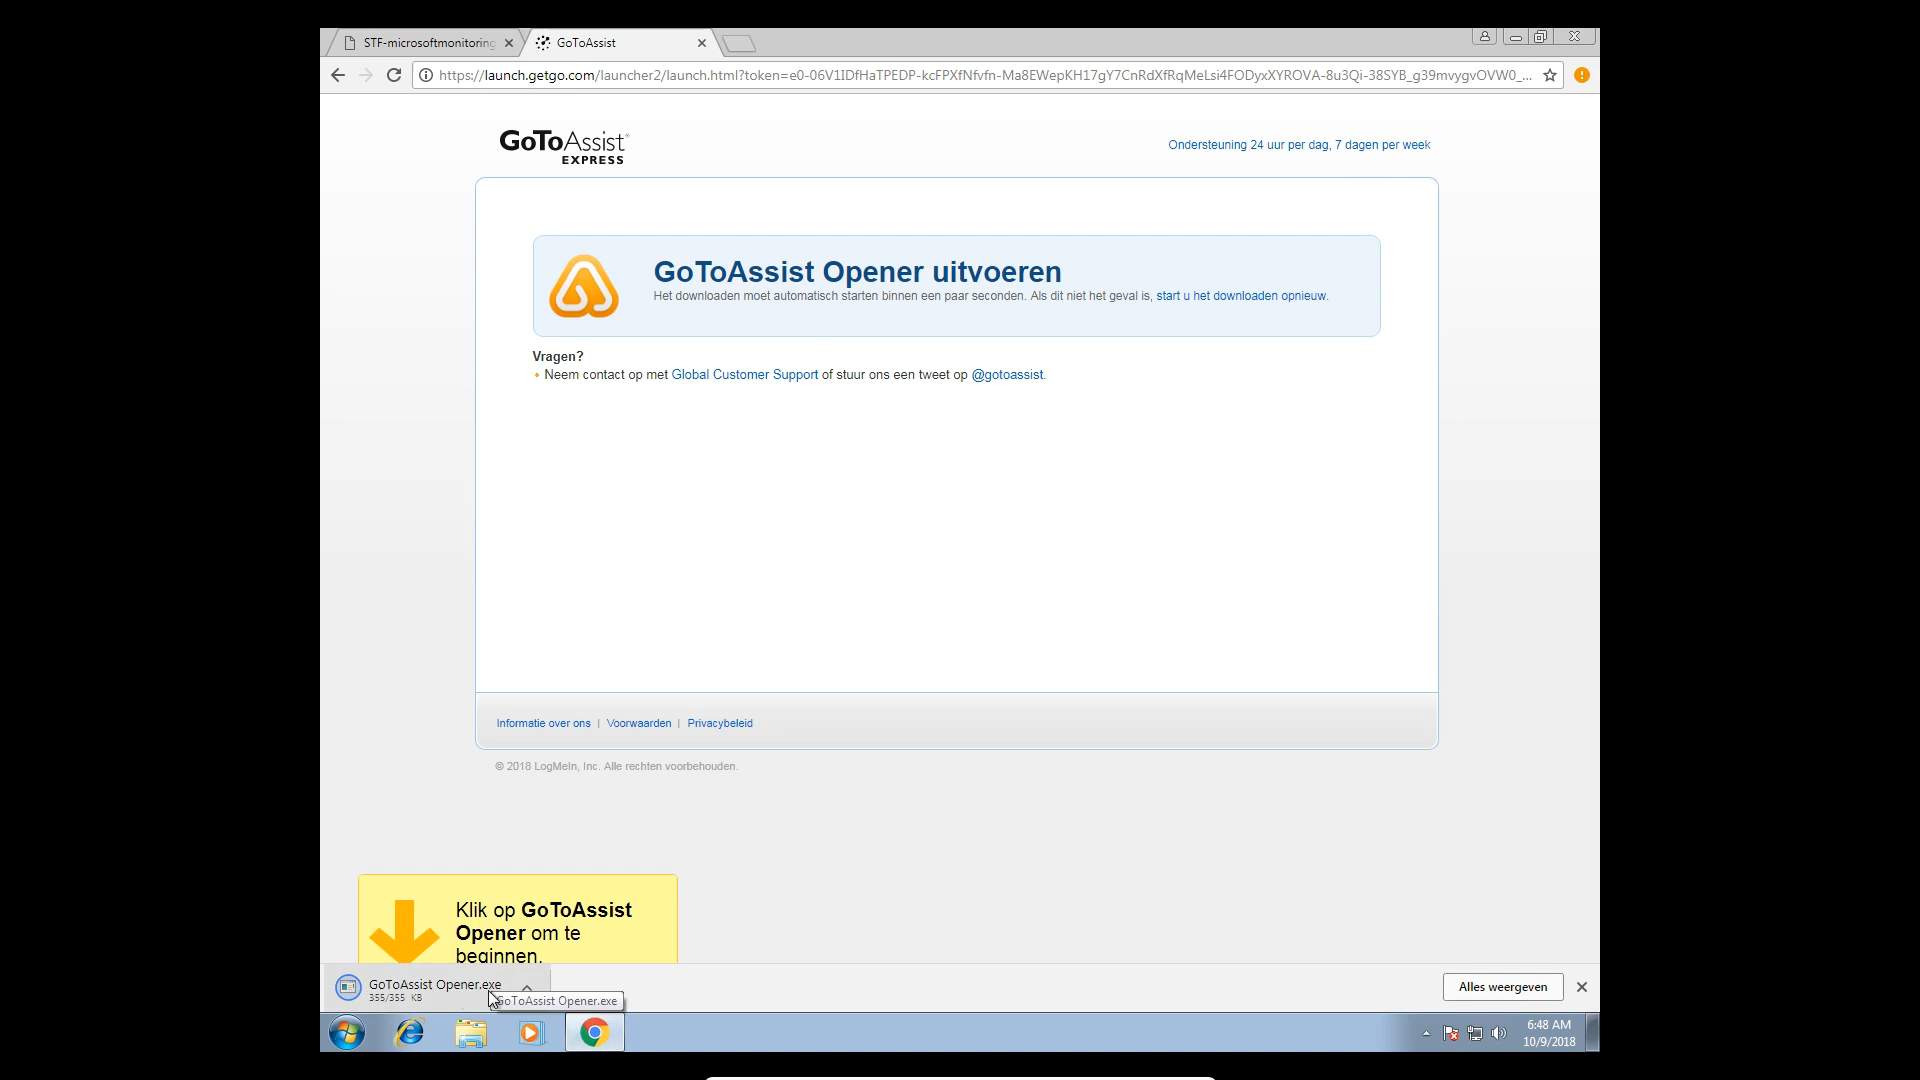 STF-microsoftmonitoring
GoToAssist
https://launch.getgo.com/launcher2/launch.html?token=e0-06V1IDfHaTPEDP-kcFPXfNfvfn-Ma8EWepKH17gY7CnRdXfRqMeLsi4FODyxXYROVA-8u3Qi-38SYB_g39mvygvOVW0_...
GoToAssist
EXPRESS
Ondersteuning 24 uur per dag, 7 dagen per week
GoToAssist Opener uitvoeren
Het downloaden moet automatisch starten binnen een paar seconden. Als dit niet het geval is, start u het downloaden opnieuw.
Vragen?
Neem contact op met Global Customer Support of stuur ons een tweet op @gotoassist.
Informatie over ons | Voorwaarden | Privacybeleid
© 2018 LogMeIn, Inc. Alle rechten voorbehouden.
Klik op GoToAssist
Opener om te
beginnen.
GoToAssist Opener.exe
355/355 KB
GoToAssist Opener.exe
Alles weergeven
6:48 AM
10/9/2018